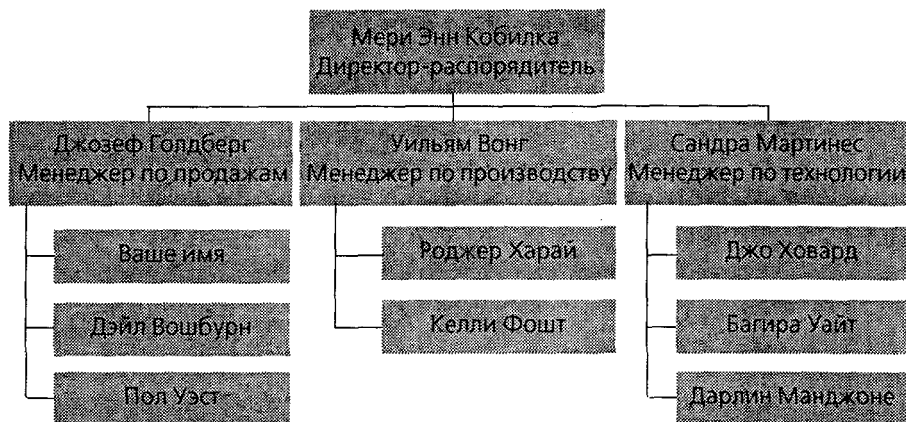 Мери Энн Кобилка
Директор-распорядитель
Джозеф Голдберг
Менеджер по продажам
Уильям Вонг
Менеджер по производству
Сандра Мартинес
Менеджер по технологии
Ваше имя
Дэйл Вошбурн
Пол Уэст
Роджер Харай
Келли Фошт
Джо Ховард
Багира Уайт
Дарлин Манджоне